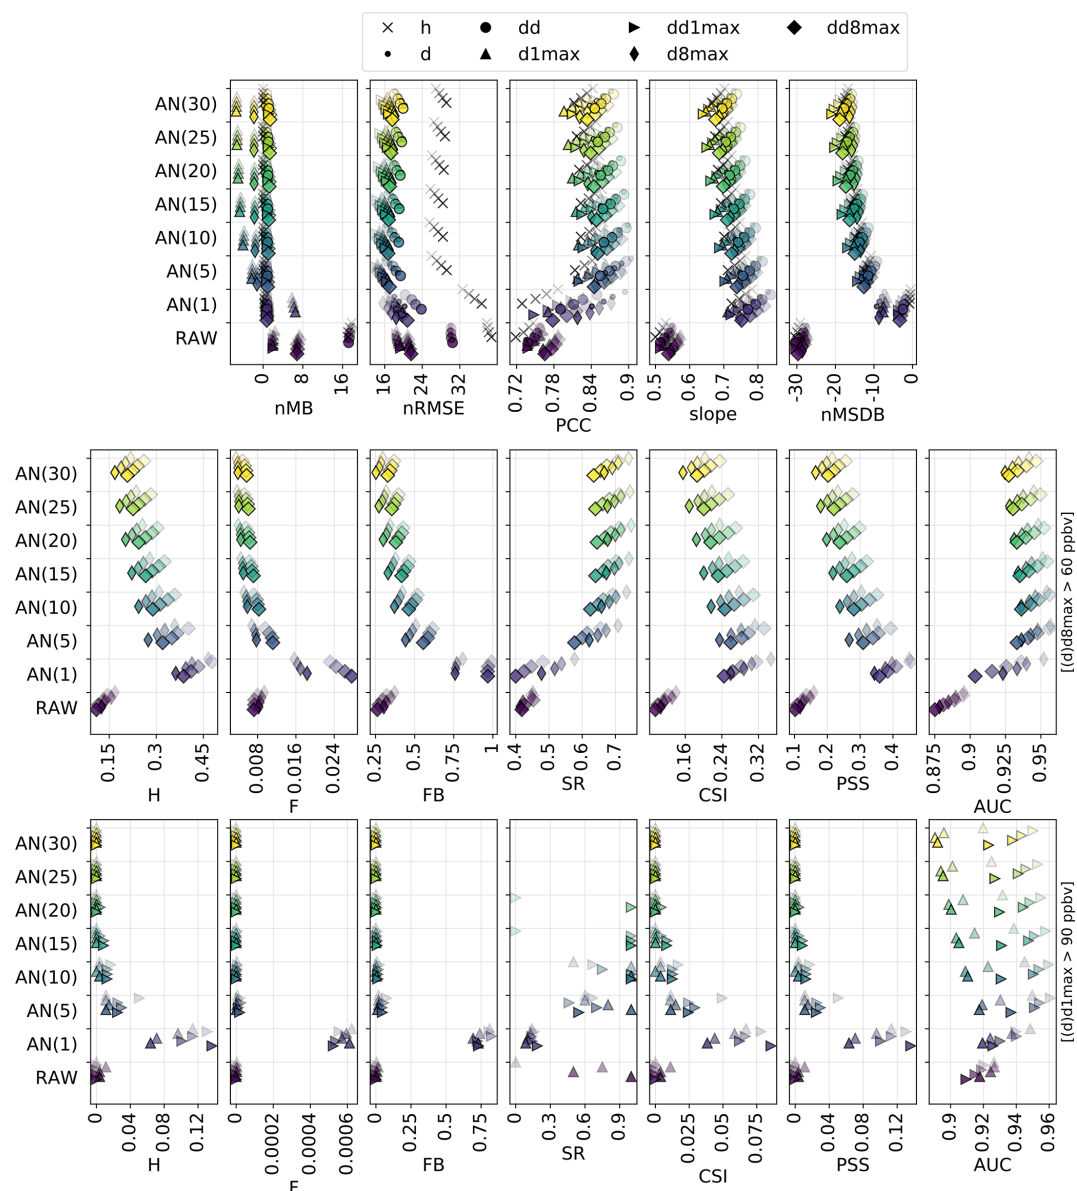 h dd dd1max dd8max
d d1max d8max
AN(30)
AN(25)
AN(20)
AN(15)
AN(10)
AN(5)
AN(1)
RAW
0 8 16 16 24 32 0.72 0.78 0.84 0.9 0.5 0.6 0.7 0.8 -30 -20 -10 0
nMB nRMSE PCC slope nMSDB
AN(30)
AN(25)
AN(20)
AN(15)
AN(10)
AN(5)
AN(1)
RAW
[(d)d8max > 60 ppbv]
0.15 0.3 0.45 0.008 0.016 0.024 0.25 0.5 0.75 1 0.4 0.5 0.6 0.7 0.16 0.24 0.32 0.1 0.2 0.3 0.4 0.875 0.9 0.925 0.95
H F FB SR CSI PSS AUC
AN(30)
AN(25)
AN(20)
AN(15)
AN(10)
AN(5)
AN(1)
RAW
[(d)d1max > 90 ppbv]
0 0.04 0.08 0.12 0 0.0002 0.0004 0.0006 0 0.25 0.5 0.75 0 0.3 0.6 0.9 0 0.025 0.05 0.075 0 0.04 0.08 0.12 0.9 0.92 0.94 0.96
H F FB SR CSI PSS AUC